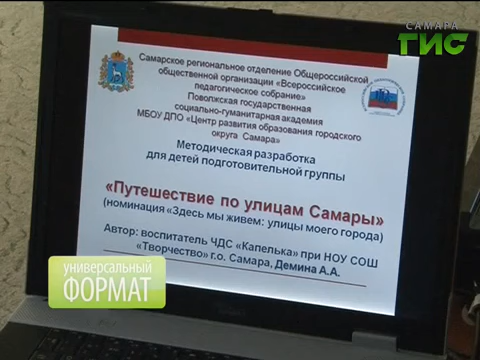 САМАРА
ГИС
Самарское региональное отделение Общероссийской
общественной организации «Всероссийское
педагогическое собрание»
Поволжская государственная
социально-гуманитарная академия
МБОУ ДПО «Центр развития образования городского
округа Самара»
Методическая разработка
для детей подготовительной группы
«Путешествие по улицам Самары»
(номинация «Здесь мы живем: улицы моего города)
Автор: воспитатель ЧДС «Капелька» при НОУ СОШ
«Творчество» г.о. Самара, Демина А.А.
универсальный
ФОРМАТ